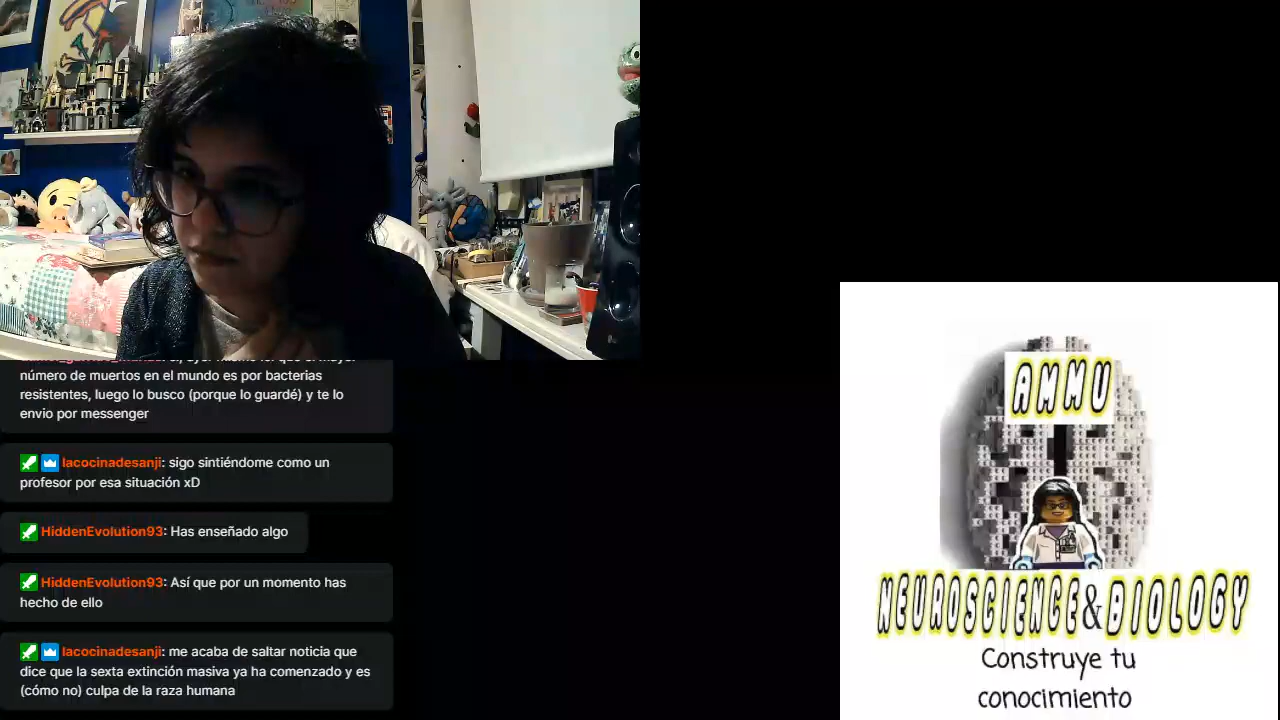 número de muertos en el mundo es por bacterias
resistentes, luego lo busco (porque lo guardé) y te lo
envio por messenger
lacocinadesanji: sigo sintiéndome como un
profesor por esa situación xD
HiddenEvolution93: Has enseñado algo
HiddenEvolution93: Así que por un momento has
hecho de ello
lacocinadesanji: me acaba de saltar noticia que
dice que la sexta extinción masiva ya ha comenzado y es
(cómo no) culpa de la raza humana
AMMU
NEUROSCIENCE&BIOLOGY
Construye tu
conocimiento